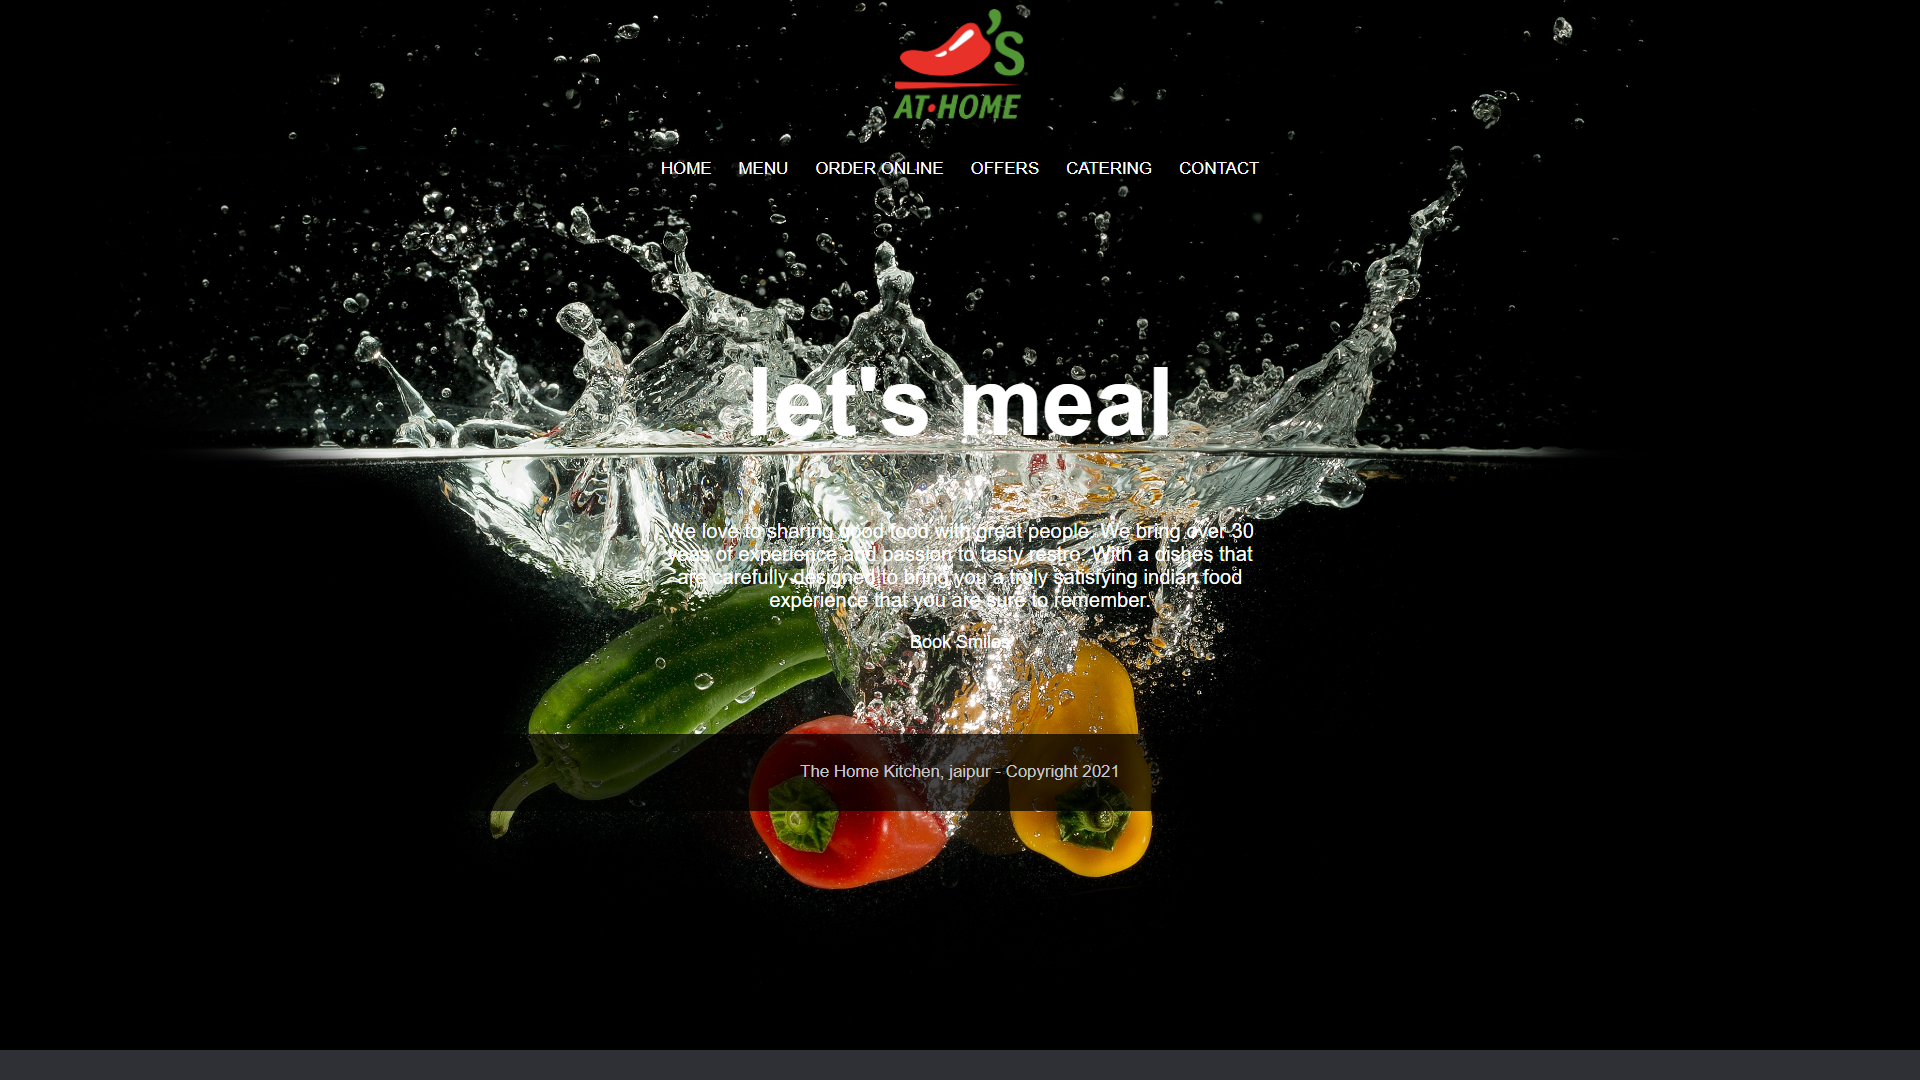 'S
AT•HOME
HOME MENU ORDER ONLINE OFFERS CATERING CONTACT
let's meal
We love to sharing good food with great people. We bring over 30
years of experience and passion to tasty restro. With a dishes that
are carefully designed to bring you a truly satisfying indian food
experience that you are sure to remember.
Book Smiles
The Home Kitchen, jaipur - Copyright 2021